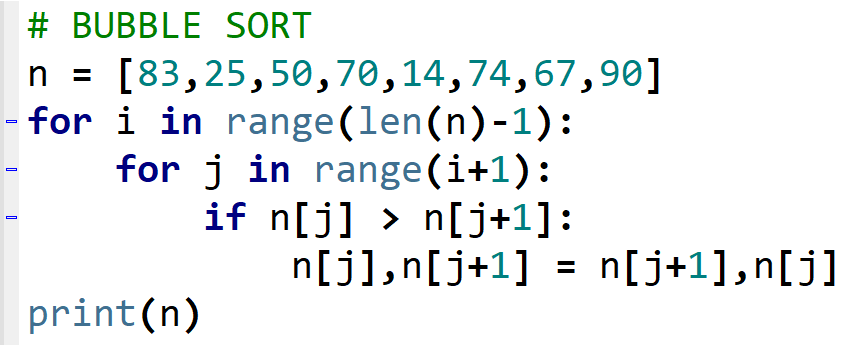 # BUBBLE SORT
n = [83,25,50,70,14,74,67,90]
for i in range(len(n)-1):
    for j in range(i+1):
        if n[j] > n[j+1]:
            n[j],n[j+1] = n[j+1],n[j]
print(n)